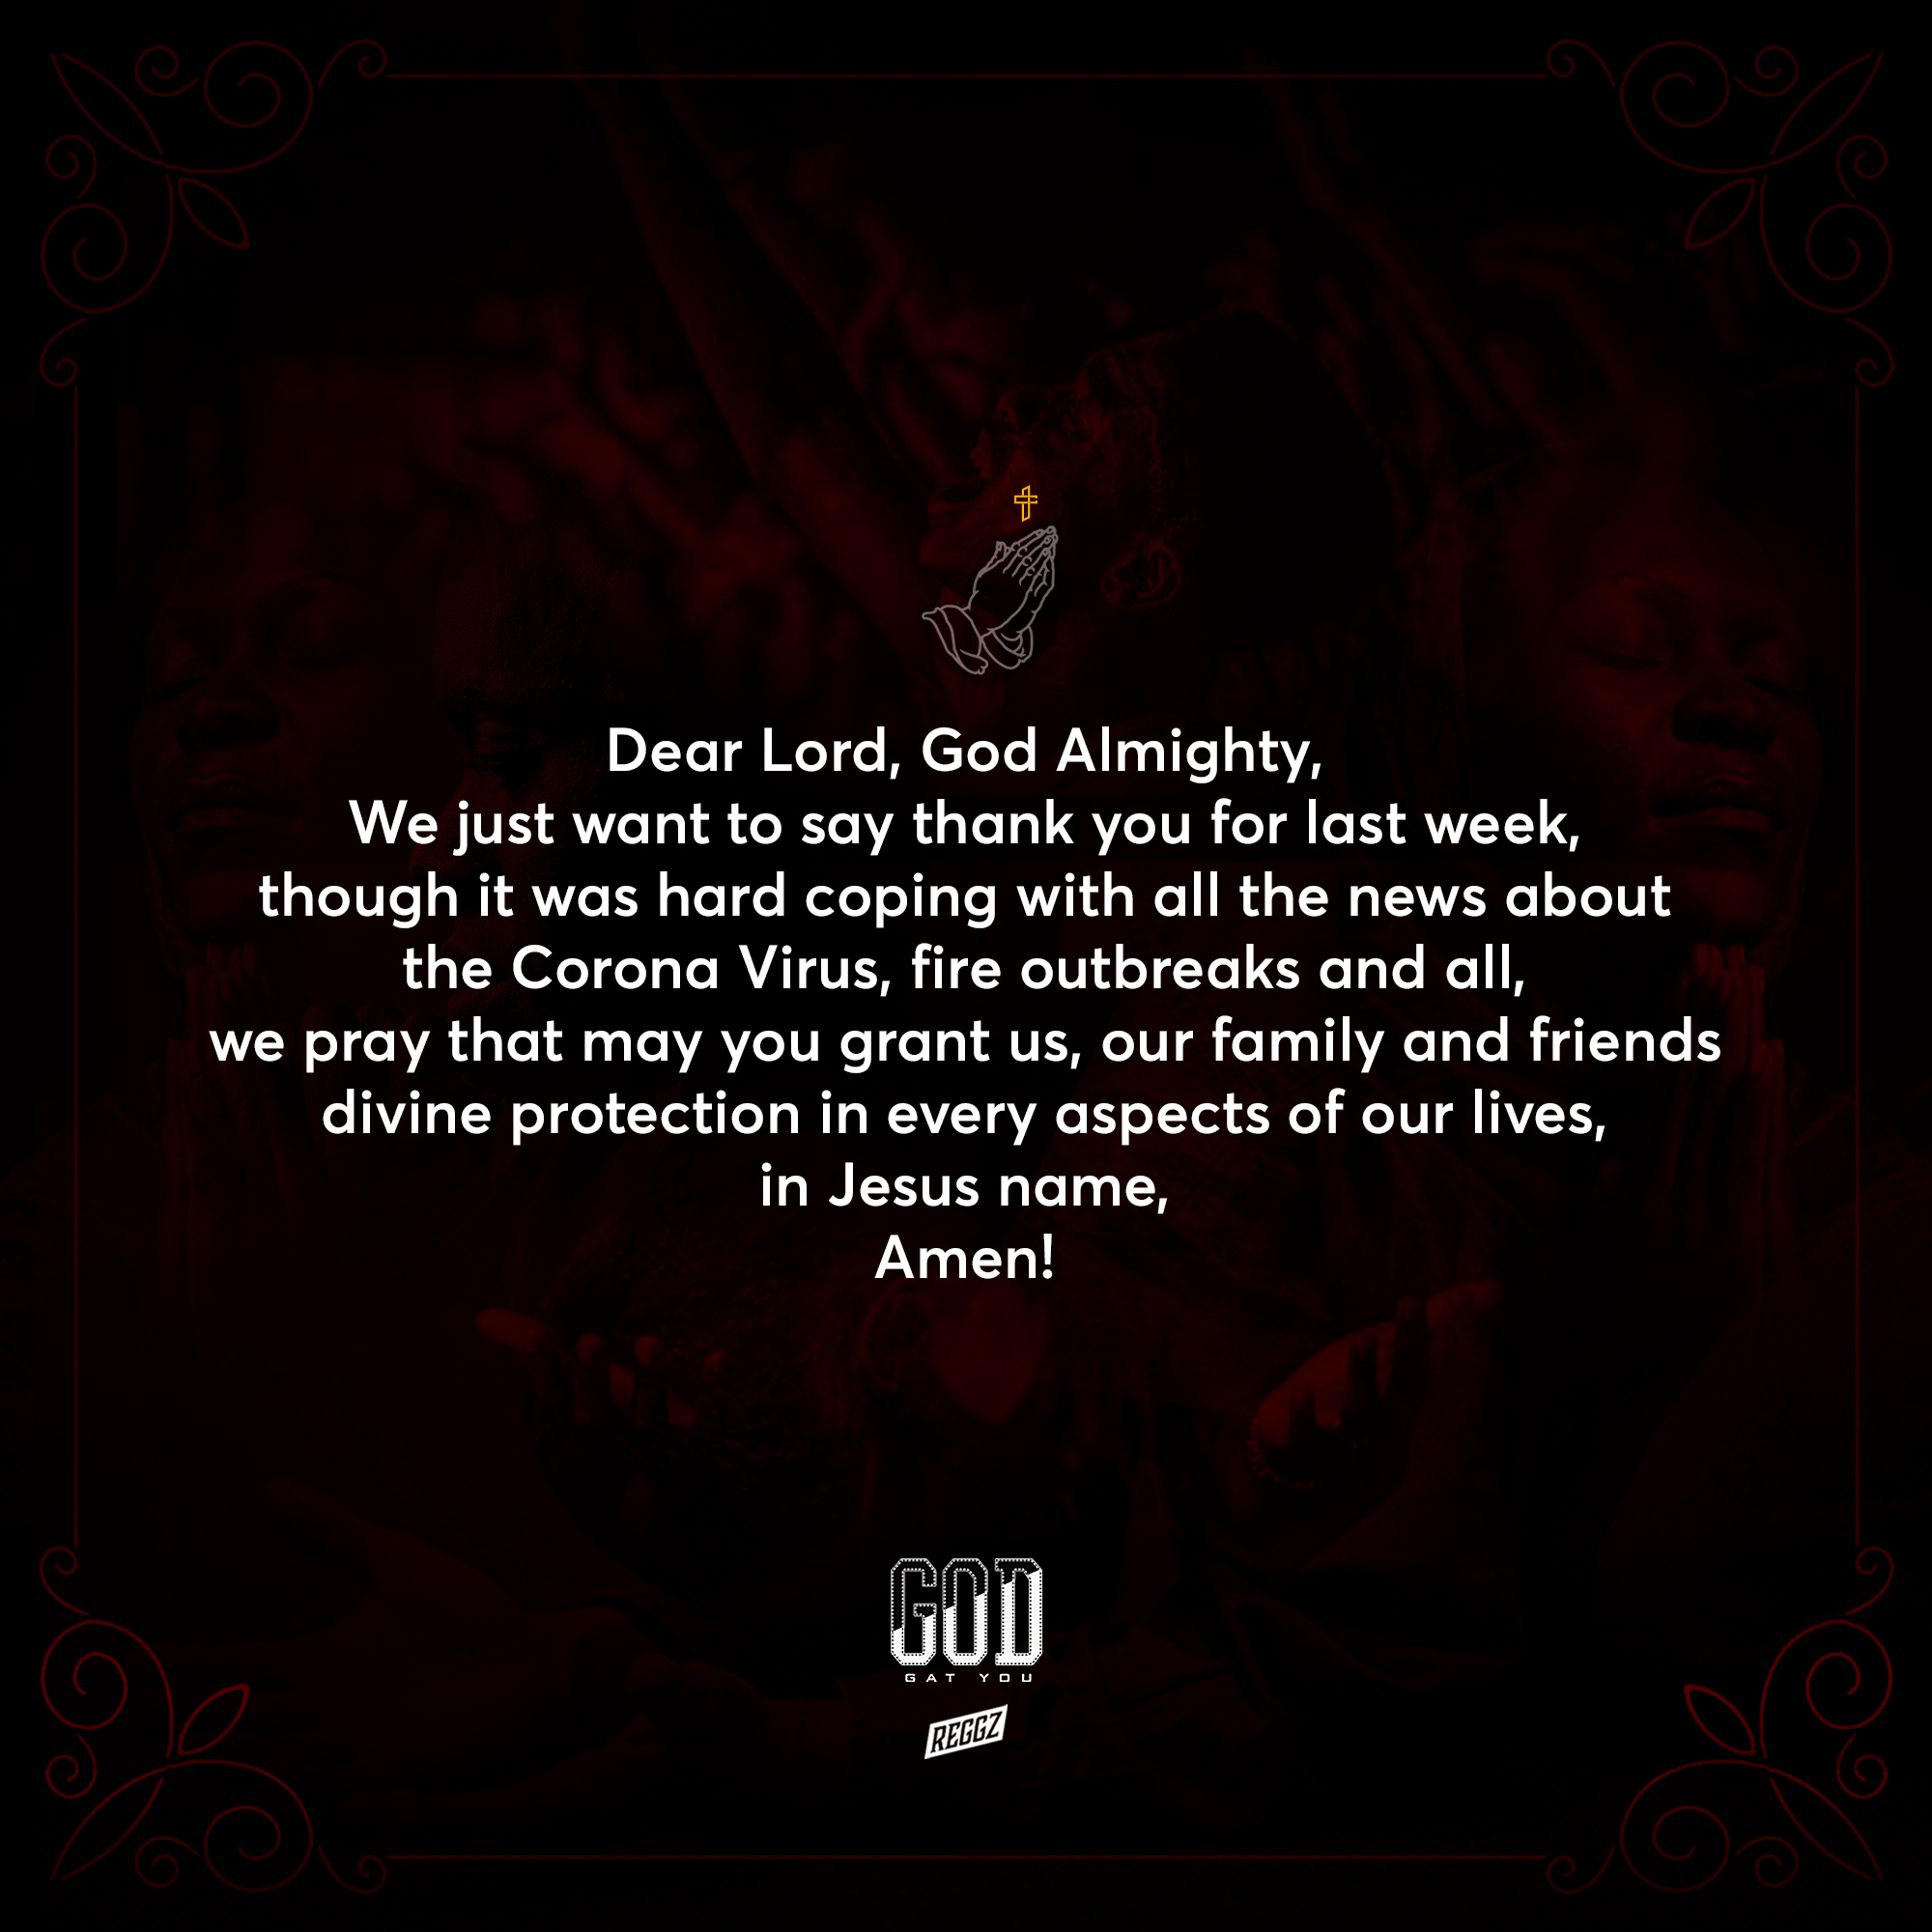 Dear Lord, God Almighty,
We just want to say thank you for last week,
though it was hard coping with all the news about
the Corona Virus, fire outbreaks and all,
we pray that may you grant us, our family and friends
divine protection in every aspects of our lives,
in Jesus name,
Amen!
GOD
GAT YOU
REGGZ